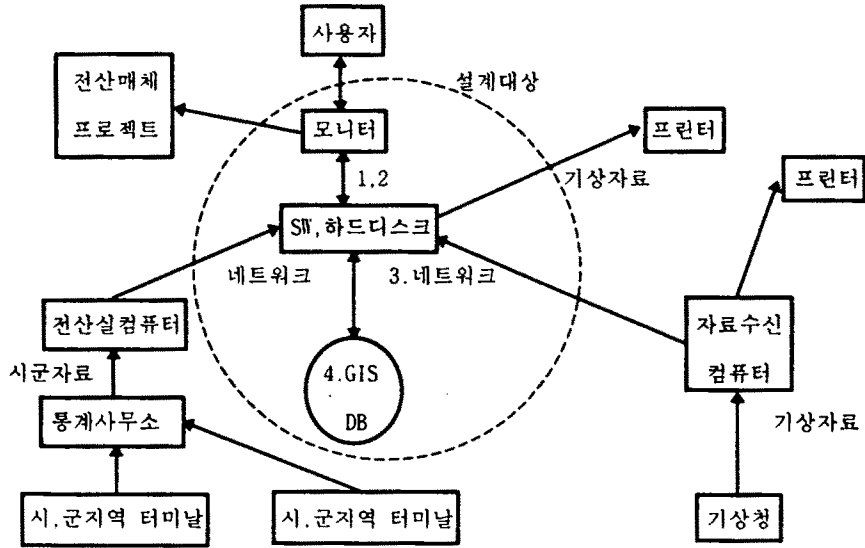 사용자
전산매체
프로젝트
설계대상
모니터
프린터
1,2
기상자료
프린터
SW,하드디스크
네트워크
3.네트워크
전산실컴퓨터
자료수신
컴퓨터
시군자료
4.GIS
DB
통계사무소
기상자료
시,군지역 터미날
시,군지역 터미날
기상청